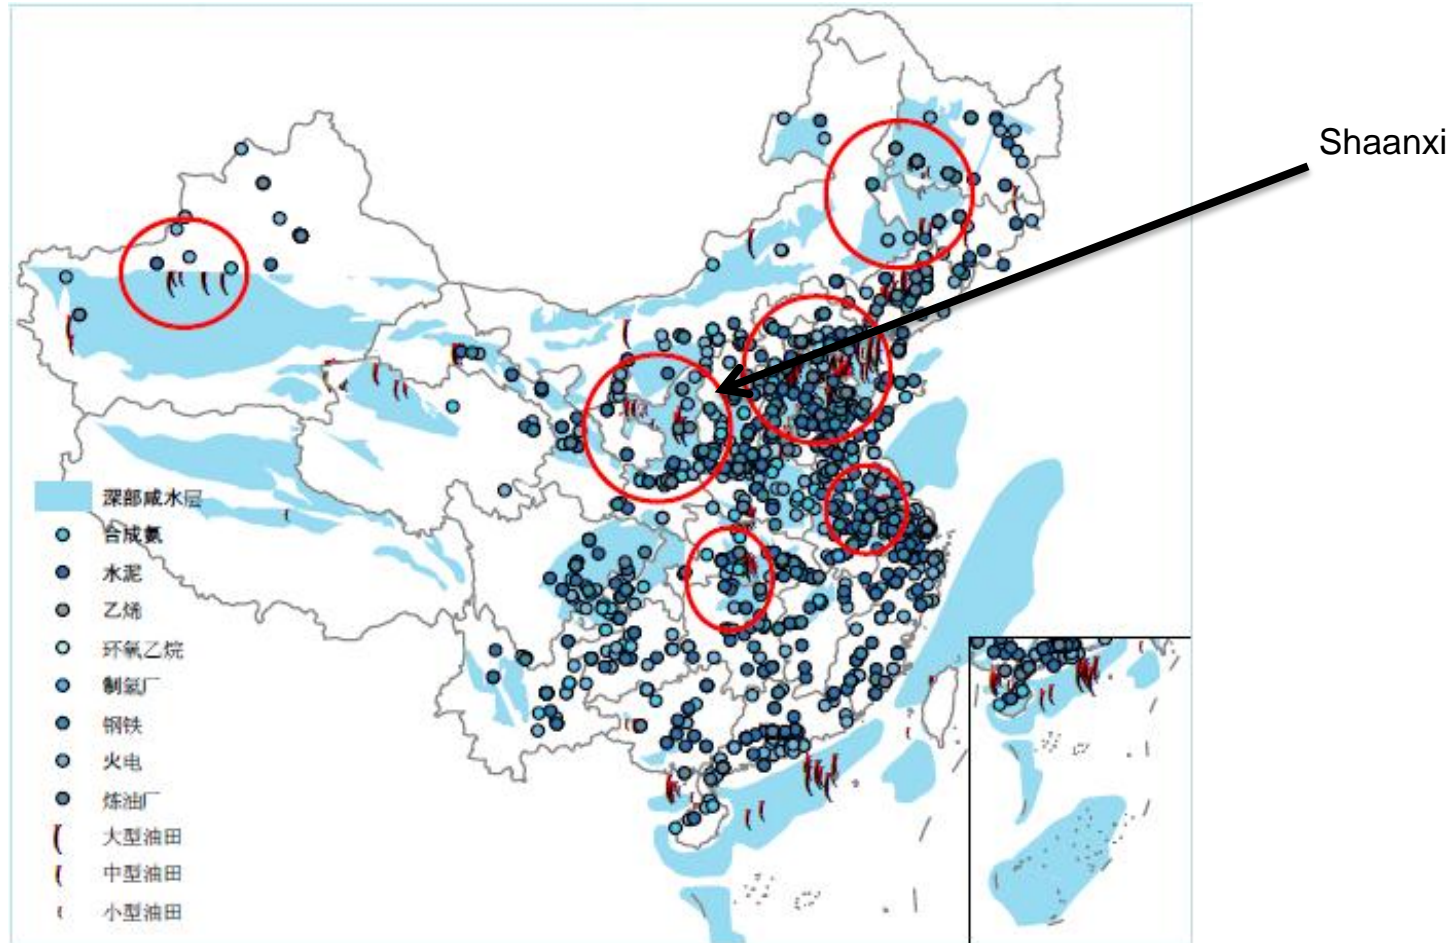 Shaanxi
深部咸水层
合成氨
水泥
乙烯
环氧乙烷
制氢厂
钢铁
火电
炼油厂
大型油田
中型油田
小型油田